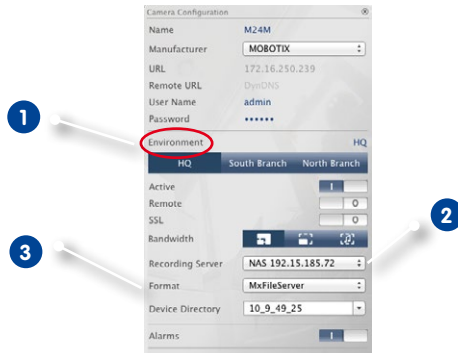 Camera Configuration
Name M24M
Manufacturer MOBOTIX
URL 172.16.250.239
Remote URL DynDNS
User Name admin
Password ••••••
1
Environment HQ
HQ South Branch North Branch
Active I
Remote O
SSL O
2
Bandwidth
3
Recording Server NAS 192.15.185.72
Format MxFileServer
Device Directory 10_9_49_25
Alarms I